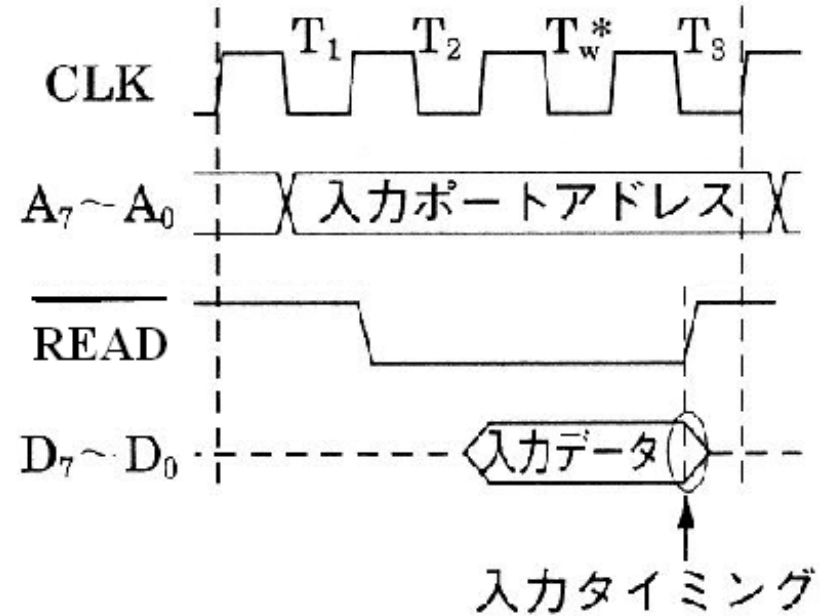 T₁ T₂ Tw* T₃
CLK
A₇～A₀ 入力ポートアドレス
READ
D₇～D₀ 入力データ
入力タイミング